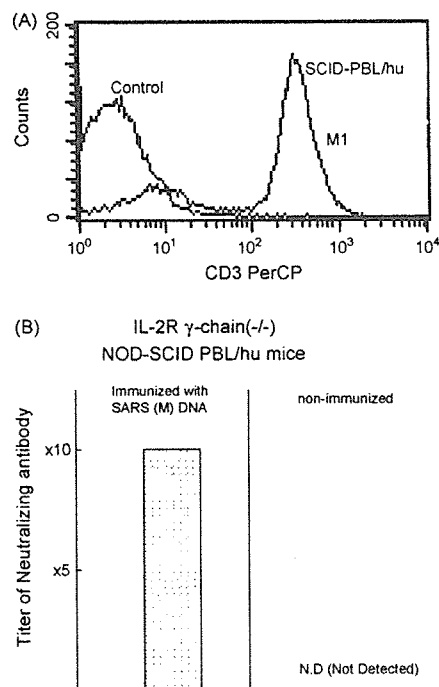 (A)
200
Control
SCID-PBL/hu
M1
Counts
0
10⁰ 10¹ 10² 10³ 10⁴
CD3 PerCP
(B)
IL-2R γ-chain(-/-)
NOD-SCID PBL/hu mice
Immunized with
SARS (M) DNA
non-immunized
x10
x5
Titer of Neutralizing antibody
N.D (Not Detected)